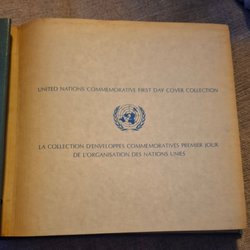 UNITED NATIONS COMMEMORATIVE FIRST DAY COVER COLLECTION
LA COLLECTION D'ENVELOPPES COMMEMORATIVES PREMIER JOUR
DE L'ORGANISATION DES NATIONS UNIES